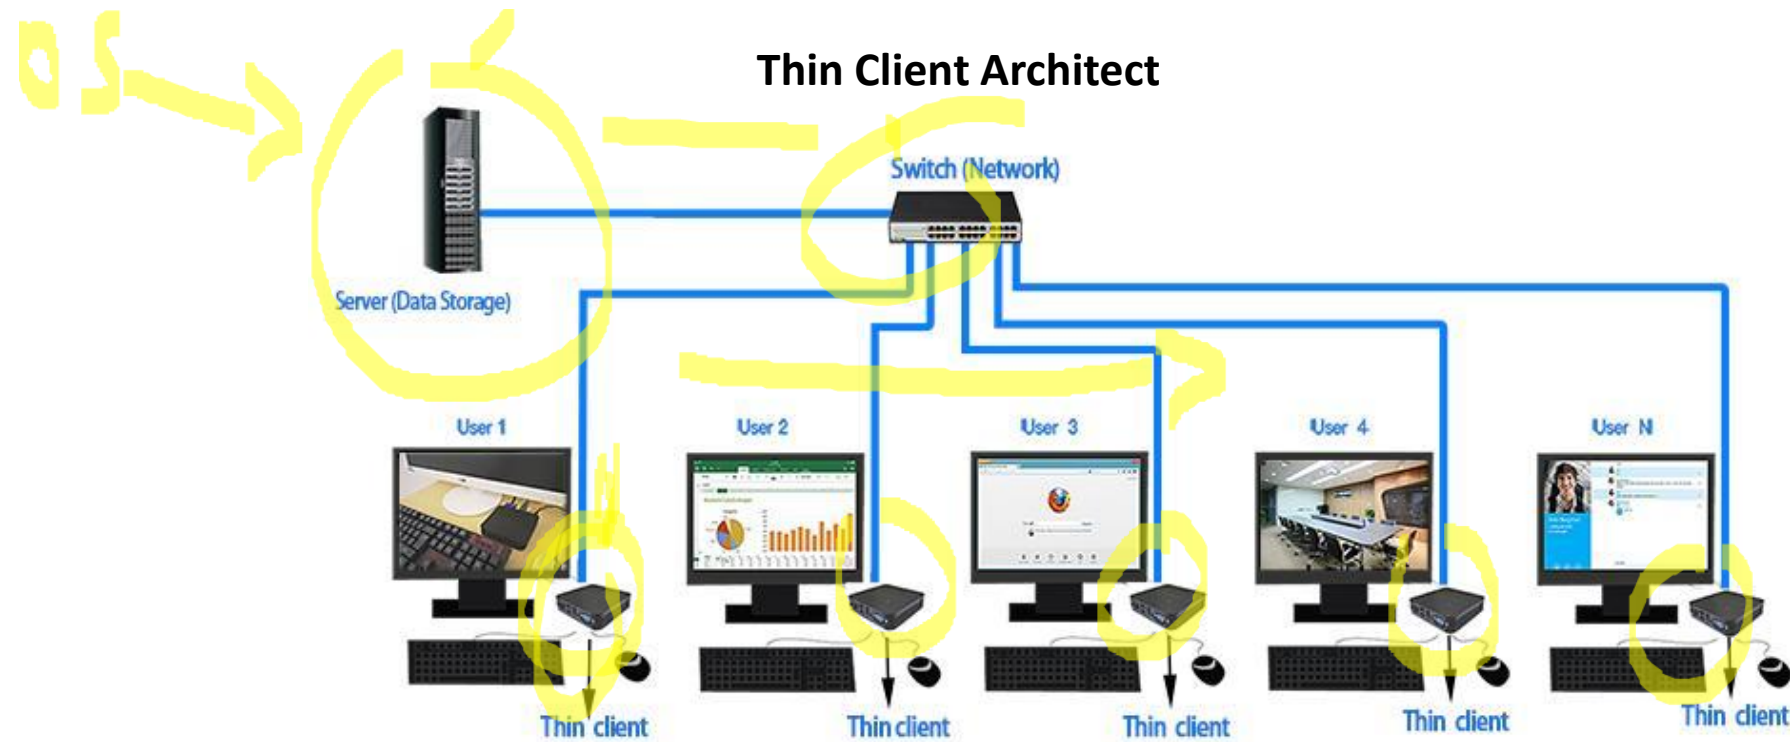 OS
Thin Client Architect
Switch (Network)
Server (Data Storage)
User 1
User 2
User 3
User 4
User N
Thin client
Thin client
Thin client
Thin client
Thin client